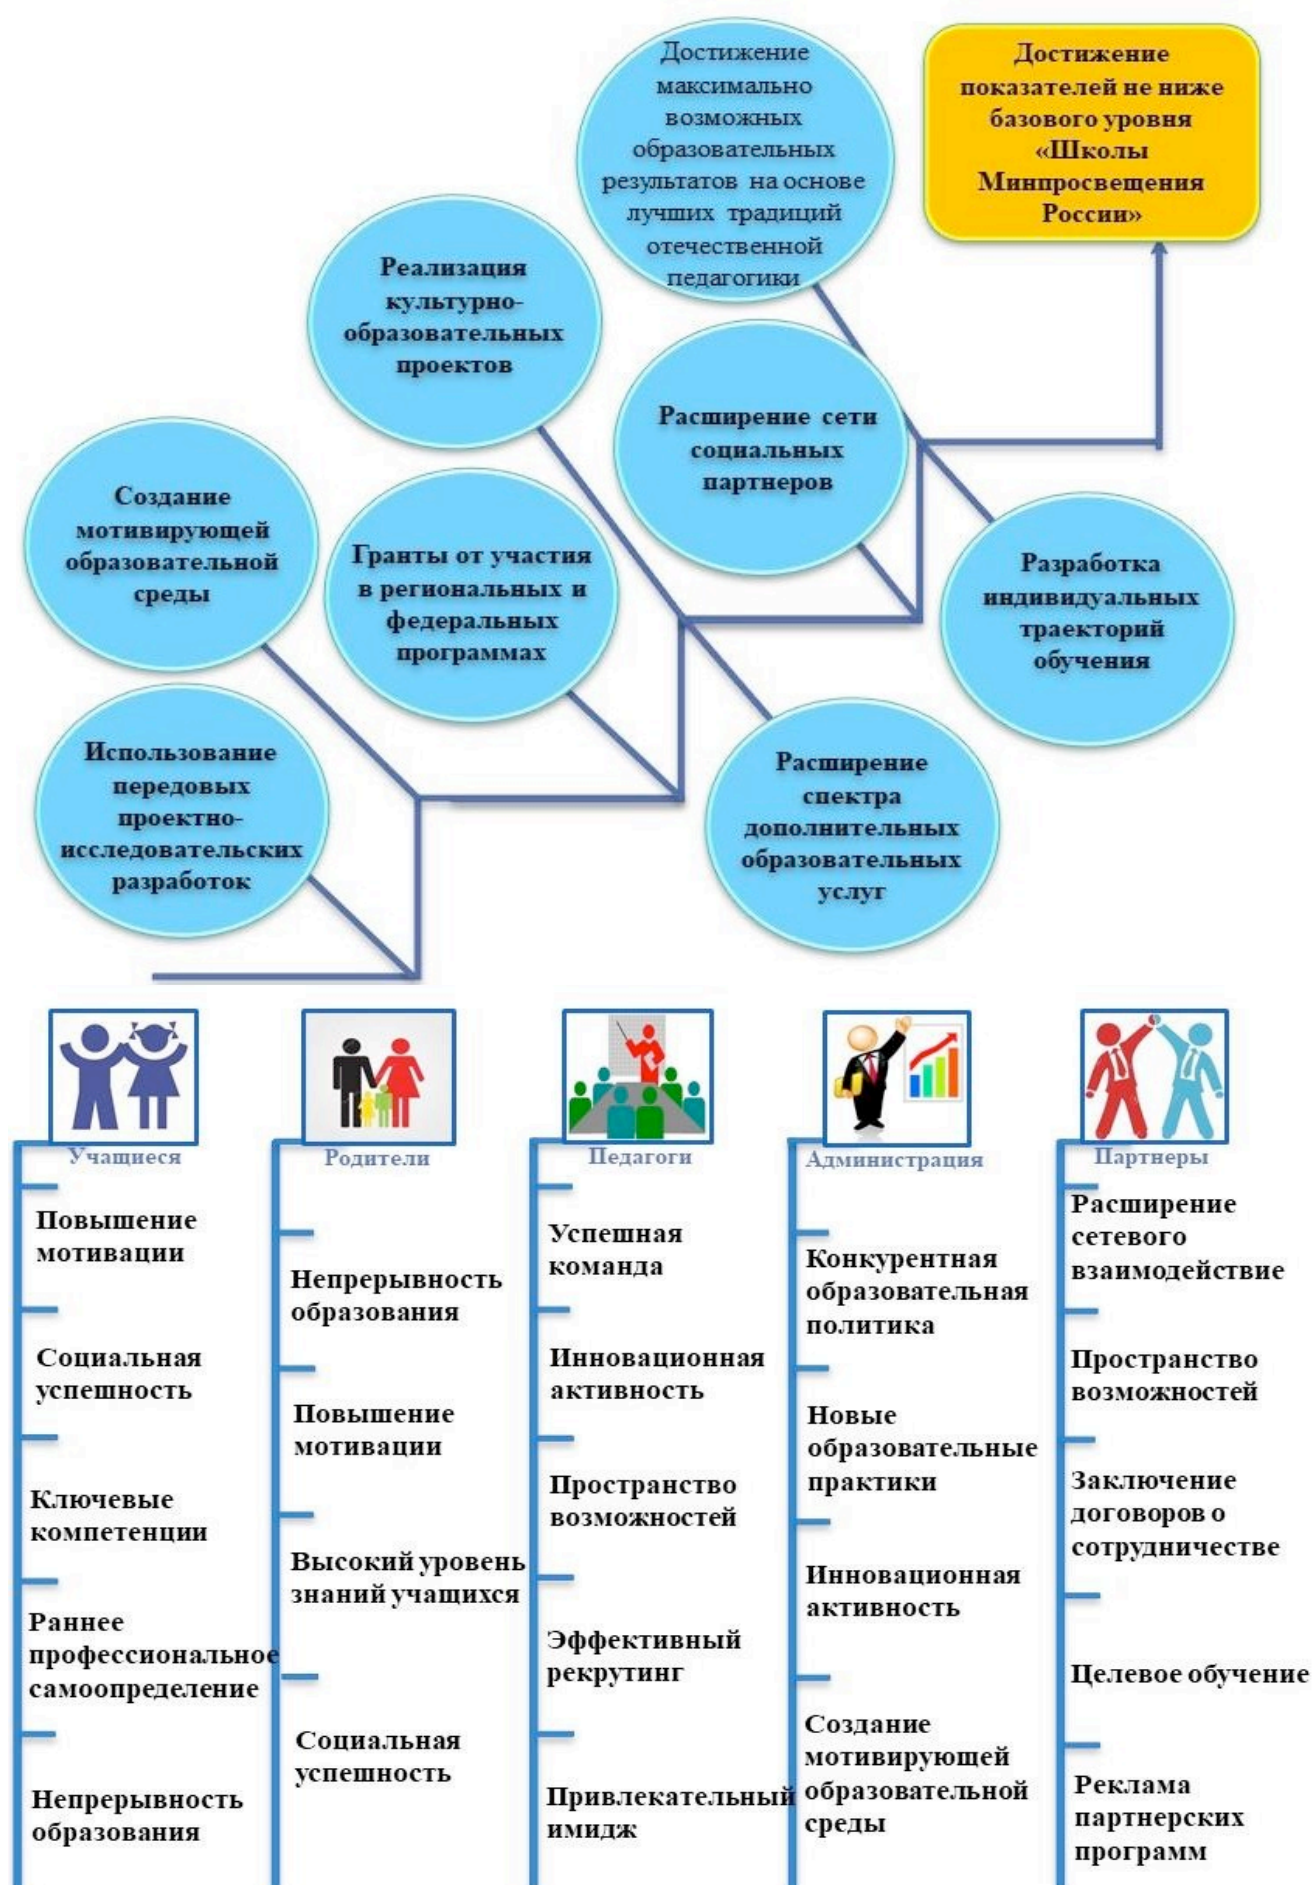 Достижение
максимально
возможных
образовательных
результатов на основе
лучших традиций
отечественной
педагогики
Достижение
показателей не ниже
базового уровня
«Школы
Минпросвещения
России»
Реализация
культурно-
образовательных
проектов
Расширение сети
социальных
партнеров
Создание
мотивирующей
образовательной
среды
Гранты от участия
в региональных и
федеральных
программах
Разработка
индивидуальных
траекторий
обучения
Использование
передовых
проектно-
исследовательских
разработок
Расширение
спектра
дополнительных
образовательных
услуг
Учащиеся
Повышение
мотивации
Социальная
успешность
Ключевые
компетенции
Раннее
профессиональное
самоопределение
Непрерывность
образования
Родители
Непрерывность
образования
Повышение
мотивации
Высокий уровень
знаний учащихся
Социальная
успешность
Педагоги
Успешная
команда
Инновационная
активность
Пространство
возможностей
Эффективный
рекрутинг
Привлекательный
имидж
Администрация
Конкурентная
образовательная
политика
Новые
образовательные
практики
Инновационная
активность
Создание
мотивирующей
образовательной
среды
Партнеры
Расширение
сетевого
взаимодействие
Пространство
возможностей
Заключение
договоров о
сотрудничестве
Целевое обучение
Реклама
партнерских
программ